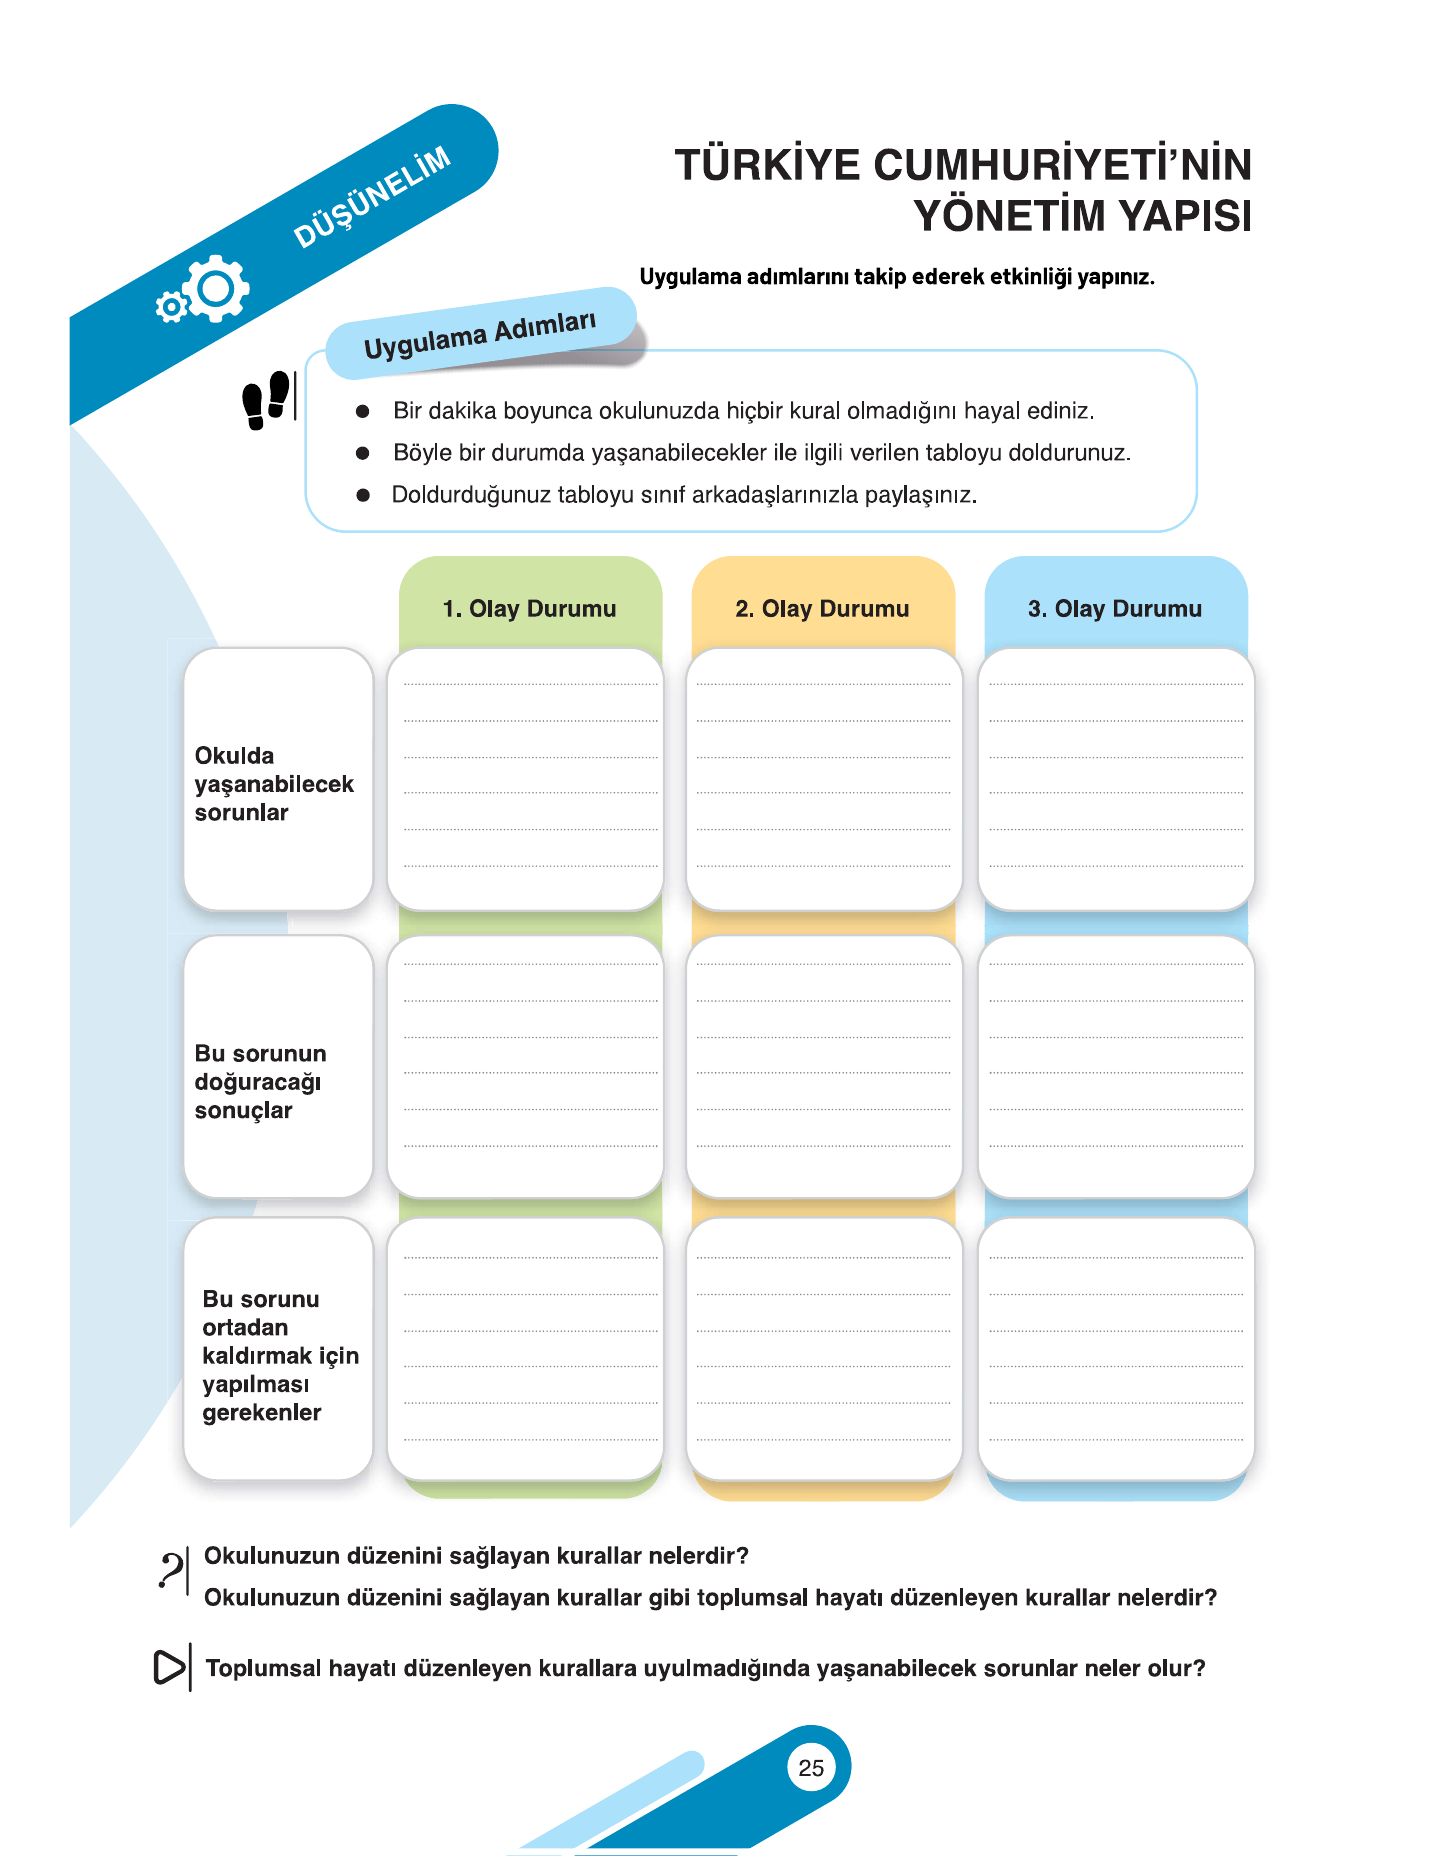 DÜŞÜNELİM
TÜRKİYE CUMHURİYETİ’NİN
YÖNETİM YAPISI
Uygulama adımlarını takip ederek etkinliği yapınız.
Uygulama Adımları
● Bir dakika boyunca okulunuzda hiçbir kural olmadığını hayal ediniz.
● Böyle bir durumda yaşanabilecekler ile ilgili verilen tabloyu doldurunuz.
● Doldurduğunuz tabloyu sınıf arkadaşlarınızla paylaşınız.
1. Olay Durumu
2. Olay Durumu
3. Olay Durumu
Okulda
yaşanabilecek
sorunlar
Bu sorunun
doğuracağı
sonuçlar
Bu sorunu
ortadan
kaldırmak için
yapılması
gerekenler
? Okulunuzun düzenini sağlayan kurallar nelerdir?
Okulunuzun düzenini sağlayan kurallar gibi toplumsal hayatı düzenleyen kurallar nelerdir?
Toplumsal hayatı düzenleyen kurallara uyulmadığında yaşanabilecek sorunlar neler olur?
25